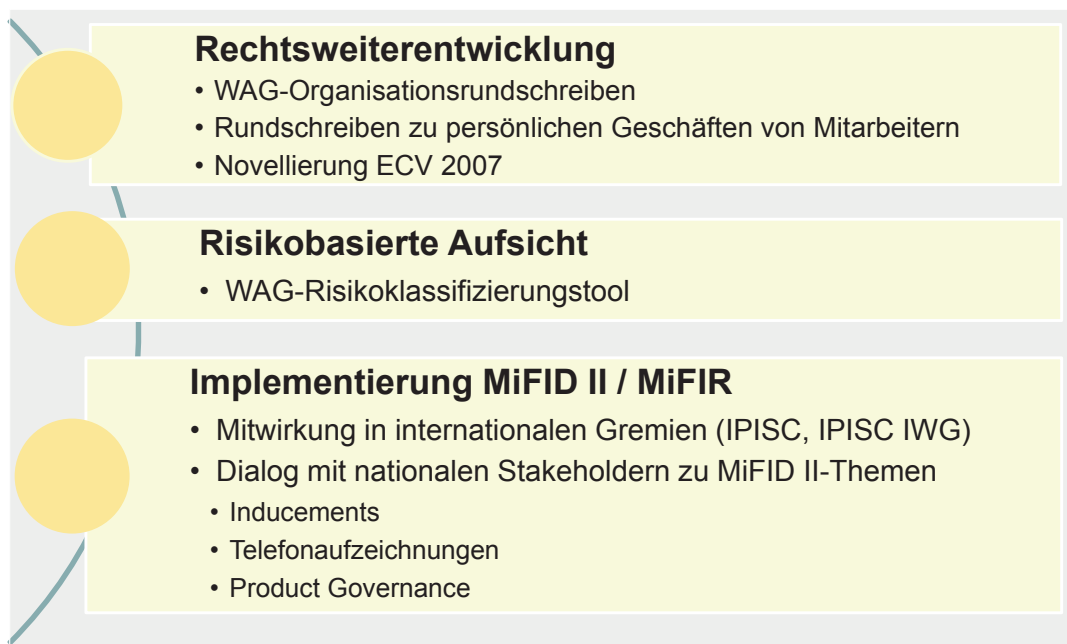 Rechtsweiterentwicklung
• WAG-Organisationsrundschreiben
• Rundschreiben zu persönlichen Geschäften von Mitarbeitern
• Novellierung ECV 2007
Risikobasierte Aufsicht
• WAG-Risikoklassifizierungstool
Implementierung MiFID II / MiFIR
• Mitwirkung in internationalen Gremien (IPISC, IPISC IWG)
• Dialog mit nationalen Stakeholdern zu MiFID II-Themen
• Inducements
• Telefonaufzeichnungen
• Product Governance